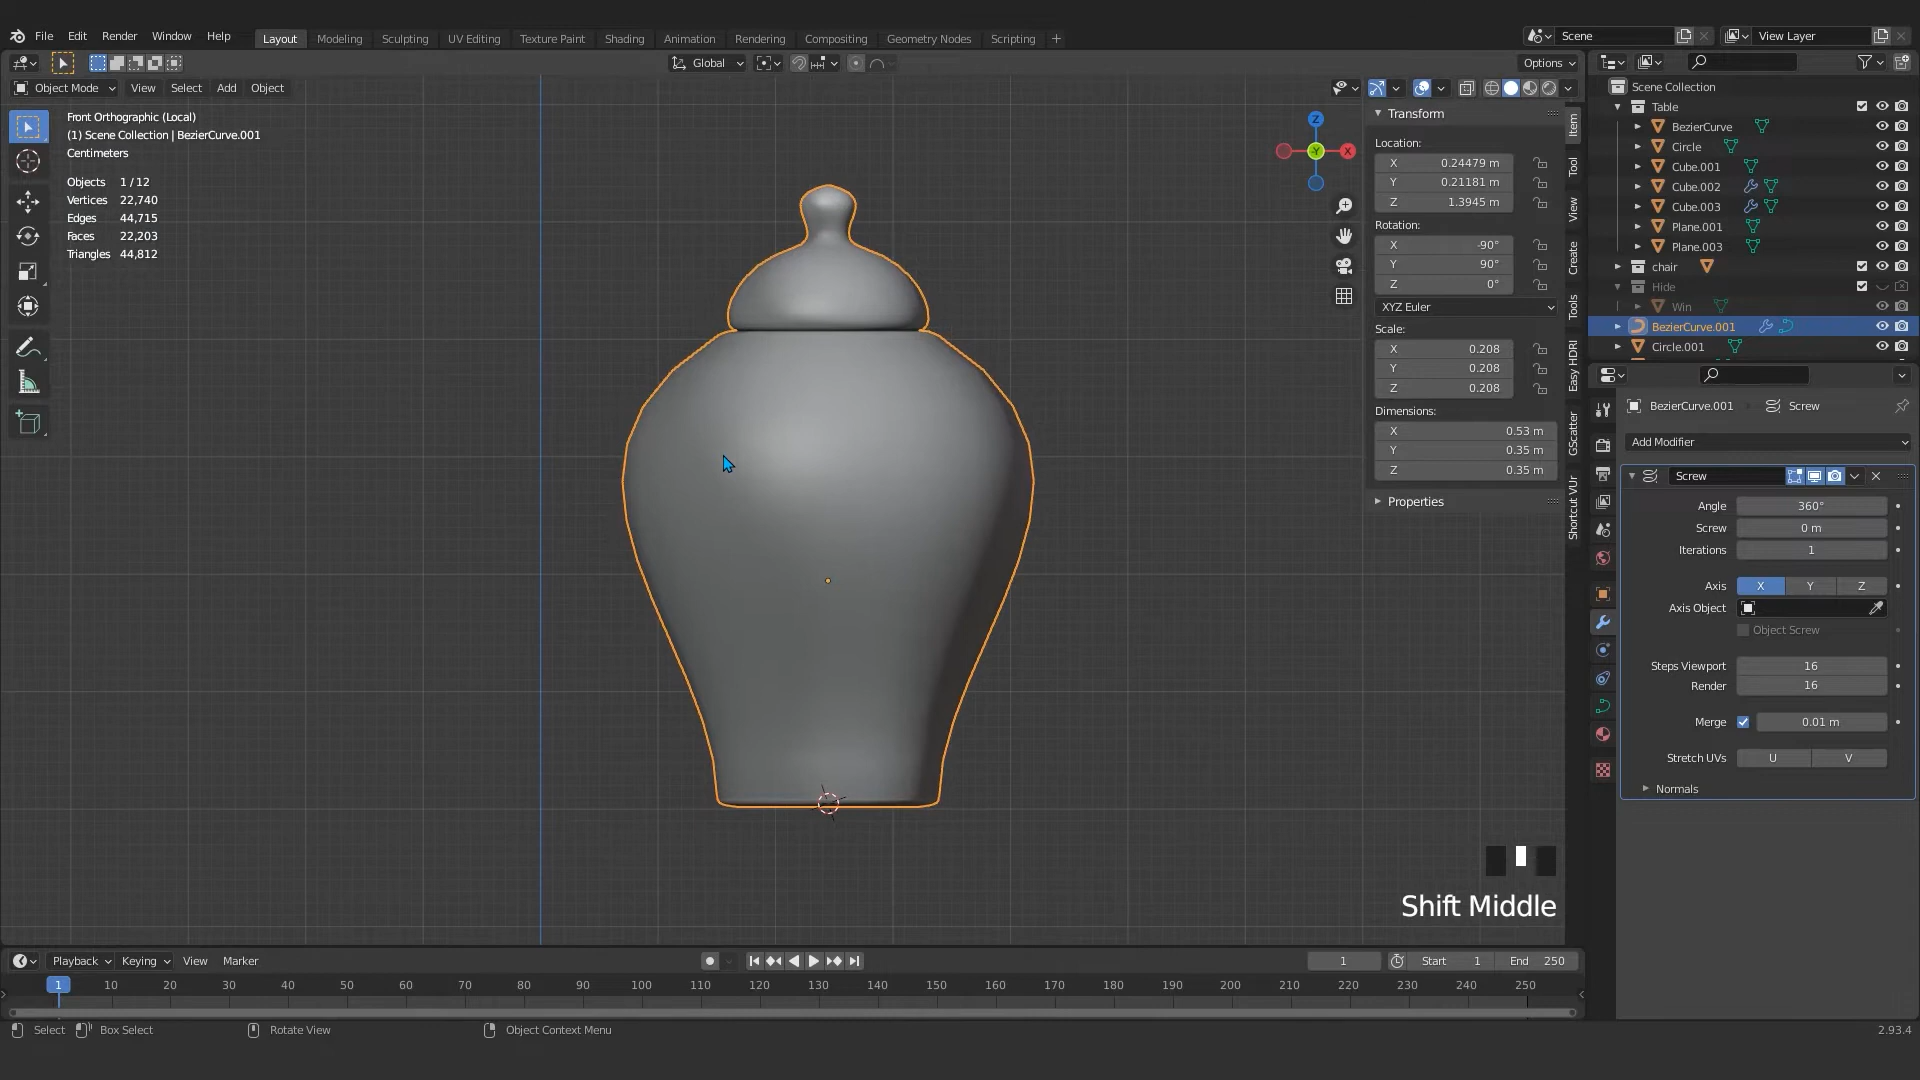 File Edit Render Window Help Layout Modeling Sculpting UV Editing Texture Paint Shading Animation Rendering Compositing Geometry Nodes Scripting + Scene View Layer
Global Options
Object Mode View Select Add Object
Front Orthographic (Local)
(1) Scene Collection | BezierCurve.001
Centimeters
Objects 1 / 12
Vertices 22,740
Edges 44,715
Faces 22,203
Triangles 44,812
Z
X
-Y
Transform
Location:
X 0.24479 m
Y 0.21181 m
Z 1.3945 m
Rotation:
X -90°
Y 90°
Z 0°
XYZ Euler
Scale:
X 0.208
Y 0.208
Z 0.208
Dimensions:
X 0.53 m
Y 0.35 m
Z 0.35 m
Properties
Item
Tool
View
Create
Tools
Easy HDRI
GScatter
Shortcut VUr
Scene Collection
Table
BezierCurve
Circle
Cube.001
Cube.002
Cube.003
Plane.001
Plane.003
chair
Hide
Win
BezierCurve.001
Circle.001
BezierCurve.001 Screw
Add Modifier
Screw
Angle 360°
Screw 0 m
Iterations 1
Axis X Y Z
Axis Object
Object Screw
Steps Viewport 16
Render 16
Merge 0.01 m
Stretch UVs U V
Normals
Shift Middle
Playback Keying View Marker 1 Start 1 End 250
1 10 20 30 40 50 60 70 80 90 100 110 120 130 140 150 160 170 180 190 200 210 220 230 240 250
Select Box Select Rotate View Object Context Menu 2.93.4